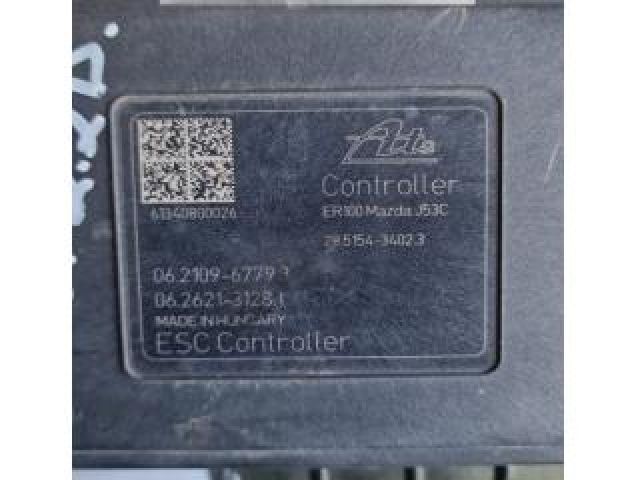 Ate
Controller
61340800026
ER100 Mazda J53C
28.5154-3402.3
06.2109-6779.3
06.2621-3128.1
MADE IN HUNGARY
ESC Controller